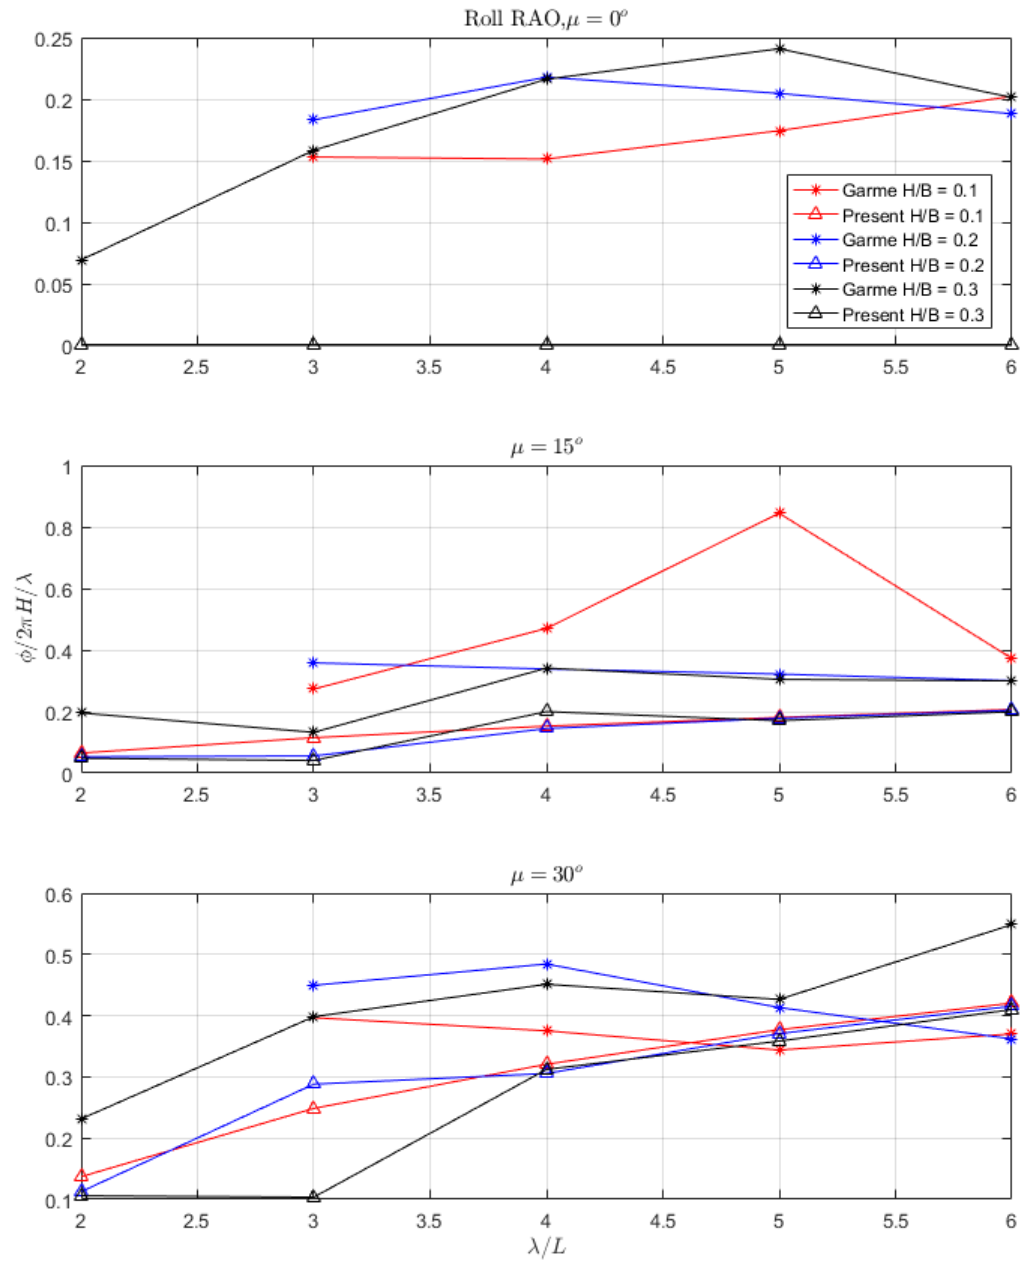 Roll RAO,μ = 0°
0.25
0.2
0.15
0.1
0.05
0
2 2.5 3 3.5 4 4.5 5 5.5 6
Garme H/B = 0.1
Present H/B = 0.1
Garme H/B = 0.2
Present H/B = 0.2
Garme H/B = 0.3
Present H/B = 0.3
μ = 15°
1
0.8
0.6
0.4
0.2
0
2 2.5 3 3.5 4 4.5 5 5.5 6
ϕ/2πH/λ
μ = 30°
0.6
0.5
0.4
0.3
0.2
0.1
2 2.5 3 3.5 4 4.5 5 5.5 6
λ/L